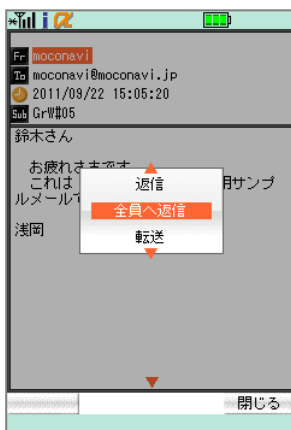 i α
Fr moconavi
To moconavi@moconavi.jp
2011/09/22 15:05:20
Sub GrW#05
鈴木さん
お疲れさまです
これは 用サンプ
ルメールで
浅岡
返信
全員へ返信
転送
閉じる